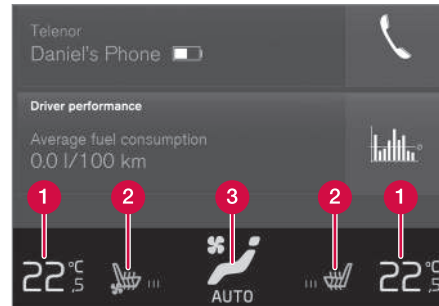 Telenor
Daniel's Phone
Driver performance
Average fuel consumption
0.0 l/100 km
1 2 3 2 1
22 °C ,5 22 °C ,5
AUTO